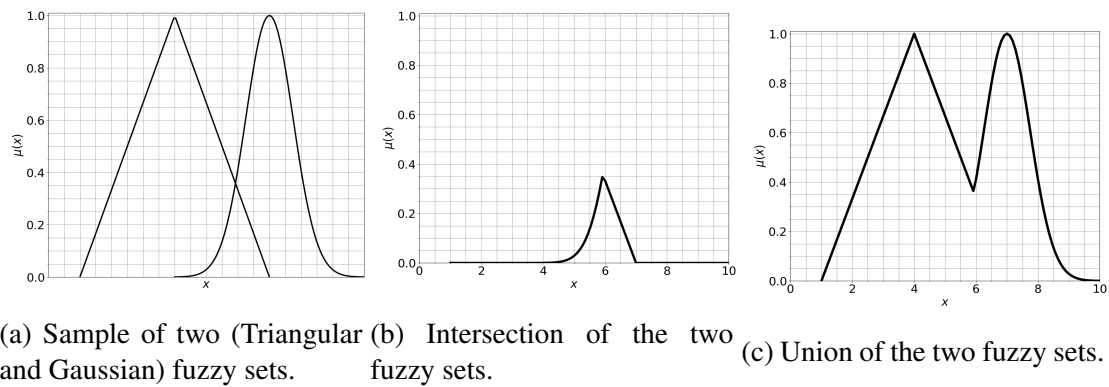 1.0
0.8
0.6
0.4
0.2
0.0
μ(x)
x
1.0
0.8
0.6
0.4
0.2
0.0
μ(x)
0 2 4 6 8 10
x
1.0
0.8
0.6
0.4
0.2
0.0
μ(x)
0 2 4 6 8 10
x
(a) Sample of two (Triangular
and Gaussian) fuzzy sets.
(b) Intersection of the two
fuzzy sets.
(c) Union of the two fuzzy sets.